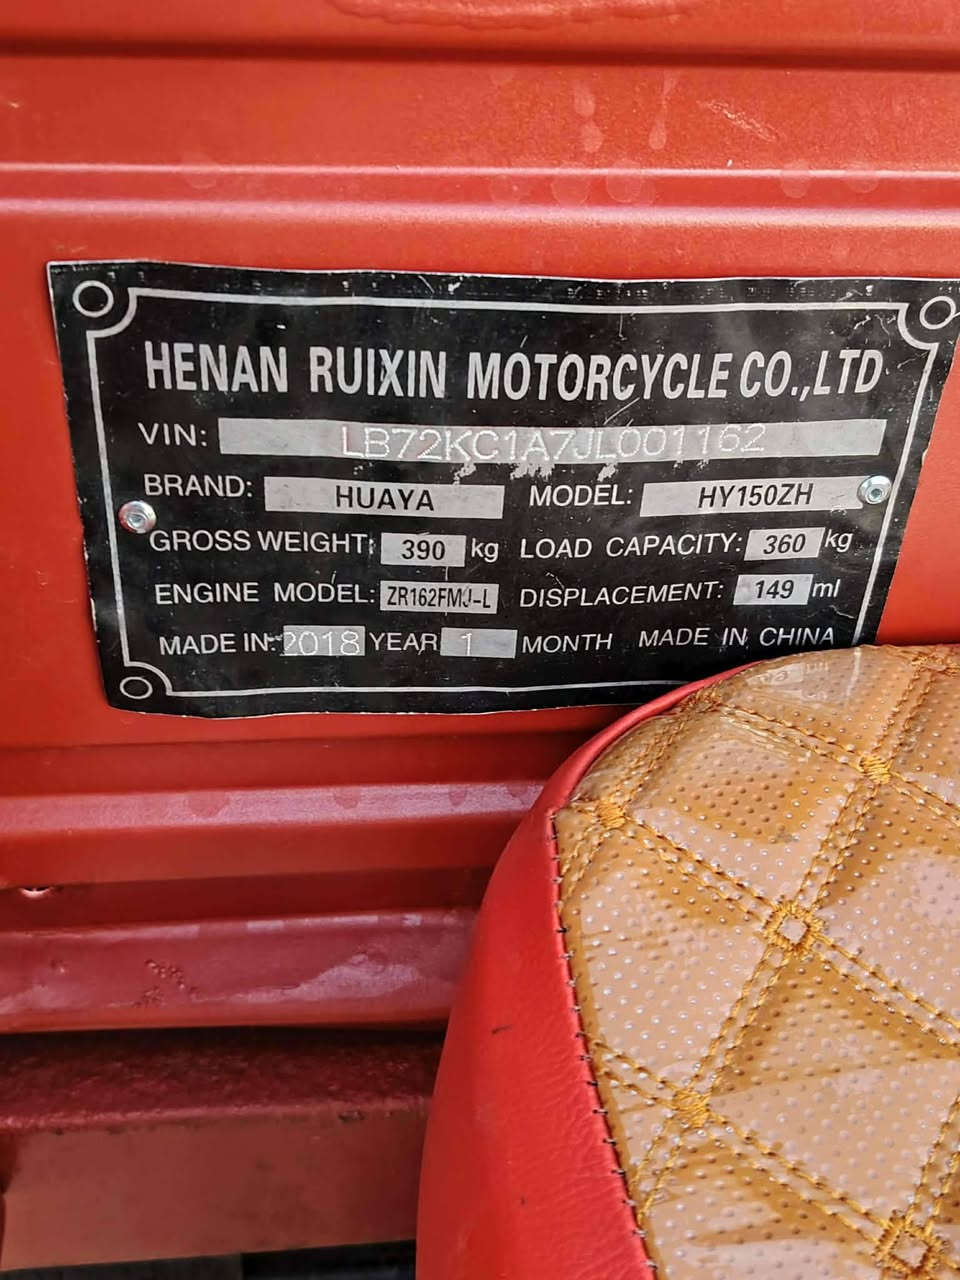 HENAN RUIXIN MOTORCYCLE CO.,LTD
VIN: LB72KC1A7JL001162
BRAND: HUAYA MODEL: HY150ZH
GROSS WEIGHT: 390 kg LOAD CAPACITY: 360 kg
ENGINE MODEL: ZR162FMJ-L DISPLACEMENT: 149 ml
MADE IN: 2018 YEAR 1 MONTH MADE IN CHINA